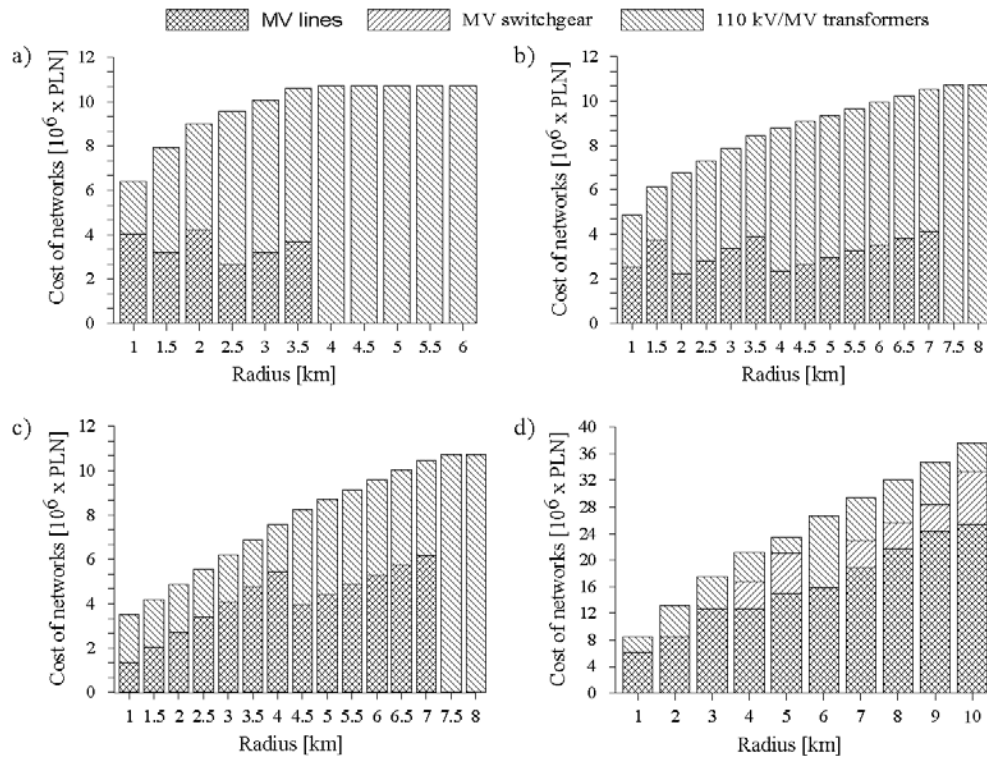 MV lines MV switchgear 110 kV/MV transformers
a)
Cost of networks [10⁶ x PLN]
12
10
8
6
4
2
0
1 1.5 2 2.5 3 3.5 4 4.5 5 5.5 6
Radius [km]
b)
Cost of networks [10⁶ x PLN]
12
10
8
6
4
2
0
1 1.5 2 2.5 3 3.5 4 4.5 5 5.5 6 6.5 7 7.5 8
Radius [km]
c)
Cost of networks [10⁶ x PLN]
12
10
8
6
4
2
0
1 1.5 2 2.5 3 3.5 4 4.5 5 5.5 6 6.5 7 7.5 8
Radius [km]
d)
Cost of networks [10⁶ x PLN]
40
36
32
28
24
20
16
12
8
4
0
1 2 3 4 5 6 7 8 9 10
Radius [km]